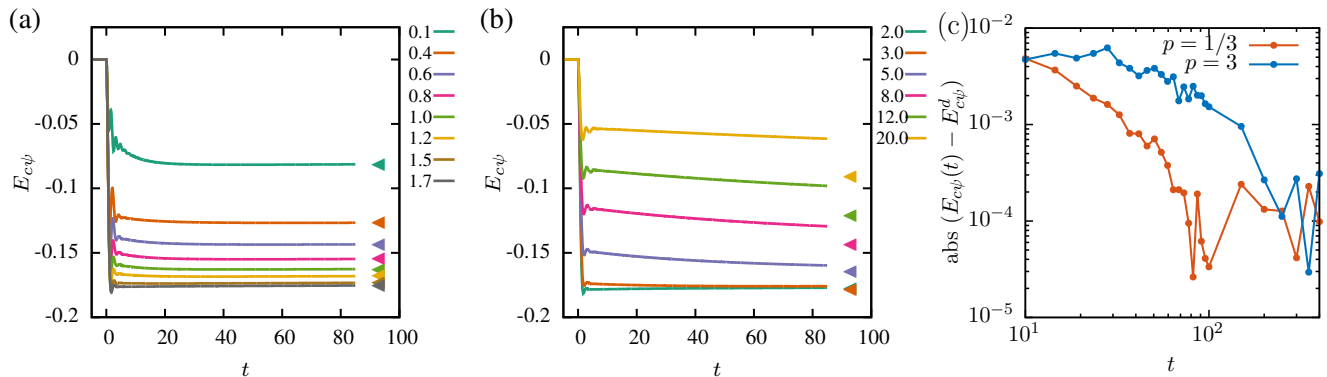 (a)
0
-0.05
-0.1
-0.15
-0.2
E_{cψ}
0 20 40 60 80 100
t
0.1
0.4
0.6
0.8
1.0
1.2
1.5
1.7
(b)
0
-0.05
-0.1
-0.15
-0.2
E_{cψ}
0 20 40 60 80 100
t
2.0
3.0
5.0
8.0
12.0
20.0
(c)
10^{-2}
10^{-3}
10^{-4}
10^{-5}
abs (E_{cψ}(t) − E^{d}_{cψ})
p = 1/3
p = 3
10^{1} 10^{2}
t